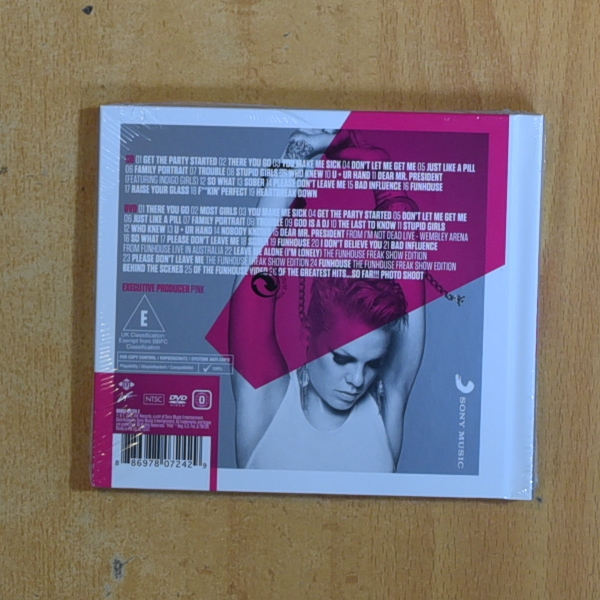 CD 01 GET THE PARTY STARTED 02 THERE YOU GO 03 YOU MAKE ME SICK 04 DON'T LET ME GET ME 05 JUST LIKE A PILL
06 FAMILY PORTRAIT 07 TROUBLE 08 STUPID GIRLS 09 WHO KNEW 10 U + UR HAND 11 DEAR MR. PRESIDENT
(FEATURING INDIGO GIRLS) 12 SO WHAT 13 SOBER 14 PLEASE DON'T LEAVE ME 15 BAD INFLUENCE 16 FUNHOUSE
17 RAISE YOUR GLASS 18 F**KIN' PERFECT 19 HEARTBREAK DOWN
DVD 01 THERE YOU GO 02 MOST GIRLS 03 YOU MAKE ME SICK 04 GET THE PARTY STARTED 05 DON'T LET ME GET ME
06 JUST LIKE A PILL 07 FAMILY PORTRAIT 08 TROUBLE 09 GOD IS A DJ 10 THE LAST TO KNOW 11 STUPID GIRLS
12 WHO KNEW 13 U + UR HAND 14 NOBODY KNOWS 15 DEAR MR. PRESIDENT FROM I'M NOT DEAD LIVE - WEMBLEY ARENA
16 SO WHAT 17 PLEASE DON'T LEAVE ME 18 19 FUNHOUSE 20 I DON'T BELIEVE YOU 21 BAD INFLUENCE
FROM FUNHOUSE LIVE IN AUSTRALIA 22 LEAVE ME ALONE (I'M LONELY) THE FUNHOUSE FREAK SHOW EDITION
23 PLEASE DON'T LEAVE ME THE FUNHOUSE FREAK SHOW EDITION 24 FUNHOUSE THE FUNHOUSE FREAK SHOW EDITION
BEHIND THE SCENES 25 OF THE FUNHOUSE VIDEO 26 OF THE GREATEST HITS...SO FAR!!! PHOTO SHOOT
EXECUTIVE PRODUCER P!NK
E
UK Classification:
Exempt from BBFC
Classification
100%
NTSC
DVD
0
SONY MUSIC
8 86978 07242 9